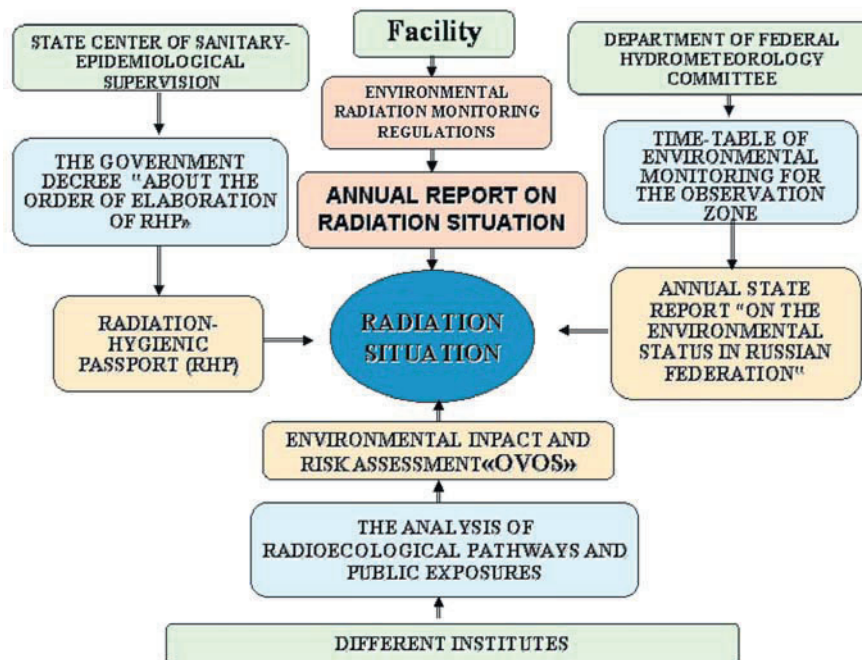 STATE CENTER OF SANITARY-
EPIDEMIOLOGICAL
SUPERVISION
Facility
DEPARTMENT OF FEDERAL
HYDROMETEOROLOGY
COMMITTEE
ENVIRONMENTAL
RADIATION MONITORING
REGULATIONS
THE GOVERNMENT
DECREE "ABOUT THE
ORDER OF ELABORATION
OF RHP»
TIME-TABLE OF
ENVIRONMENTAL
MONITORING FOR
THE OBSERVATION
ZONE
ANNUAL REPORT ON
RADIATION SITUATION
RADIATION-
HYGIENIC
PASSPORT (RHP)
RADIATION
SITUATION
ANNUAL STATE
REPORT "ON THE
ENVIRONMENTAL
STATUS IN RUSSIAN
FEDERATION"
ENVIRONMENTAL INPACT AND
RISK ASSESSMENT«OVOS»
THE ANALYSIS OF
RADIOECOLOGICAL PATHWAYS AND
PUBLIC EXPOSURES
DIFFERENT INSTITUTES